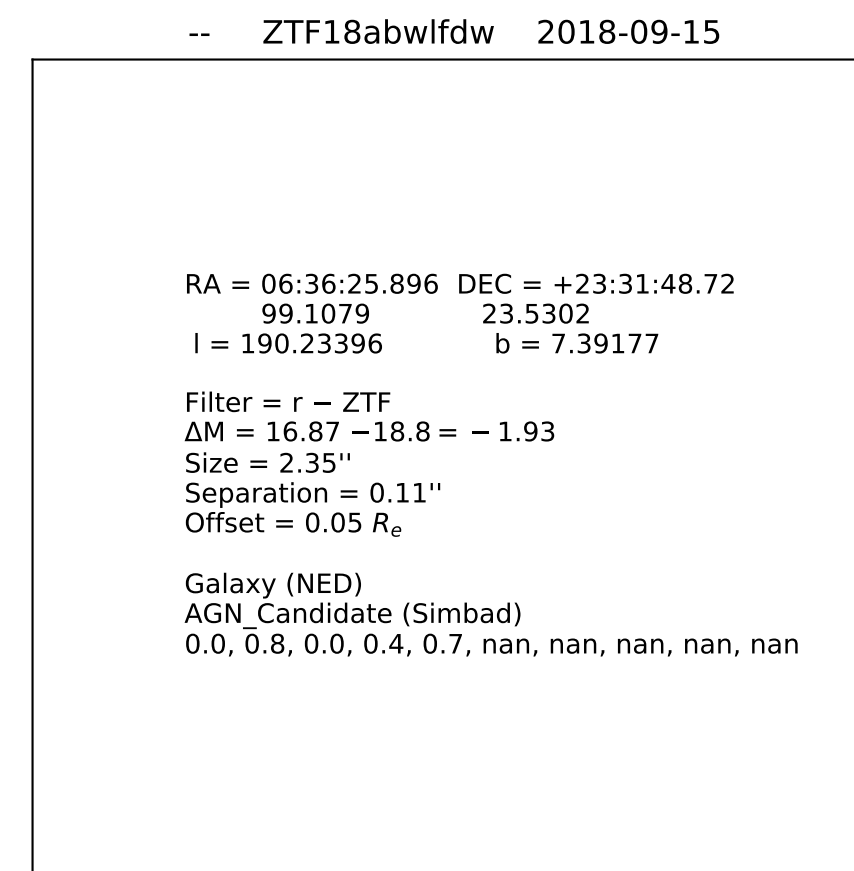 -- ZTF18abwlfdw 2018-09-15
RA = 06:36:25.896 DEC = +23:31:48.72
99.1079 23.5302
l = 190.23396 b = 7.39177
Filter = r − ZTF
ΔM = 16.87 −18.8 = − 1.93
Size = 2.35''
Separation = 0.11''
Offset = 0.05 Rₑ
Galaxy (NED)
AGN_Candidate (Simbad)
0.0, 0.8, 0.0, 0.4, 0.7, nan, nan, nan, nan, nan